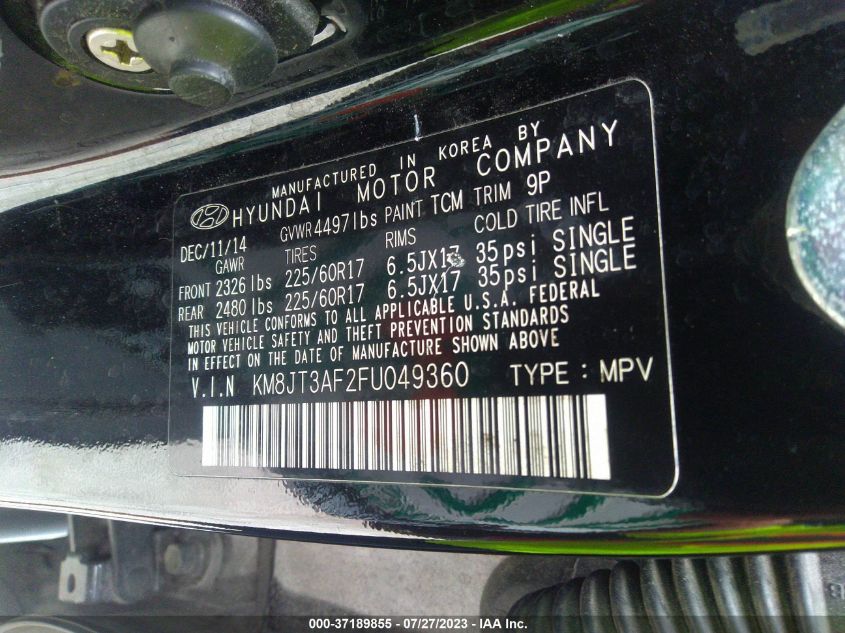 MANUFACTURED IN KOREA BY
HYUNDAI MOTOR COMPANY
DEC/11/14 GVWR 4497lbs PAINT TCM TRIM 9P
GAWR TIRES RIMS COLD TIRE INFL
FRONT 2326 lbs 225/60R17 6.5JX17 35psi SINGLE
REAR 2480 lbs 225/60R17 6.5JX17 35psi SINGLE
THIS VEHICLE CONFORMS TO ALL APPLICABLE U.S.A. FEDERAL
MOTOR VEHICLE SAFETY AND THEFT PREVENTION STANDARDS
IN EFFECT ON THE DATE OF MANUFACTURE SHOWN ABOVE
V.I.N KM8JT3AF2FU049360 TYPE : MPV
000-37189855 / 07/27/2023 - IAA Inc.